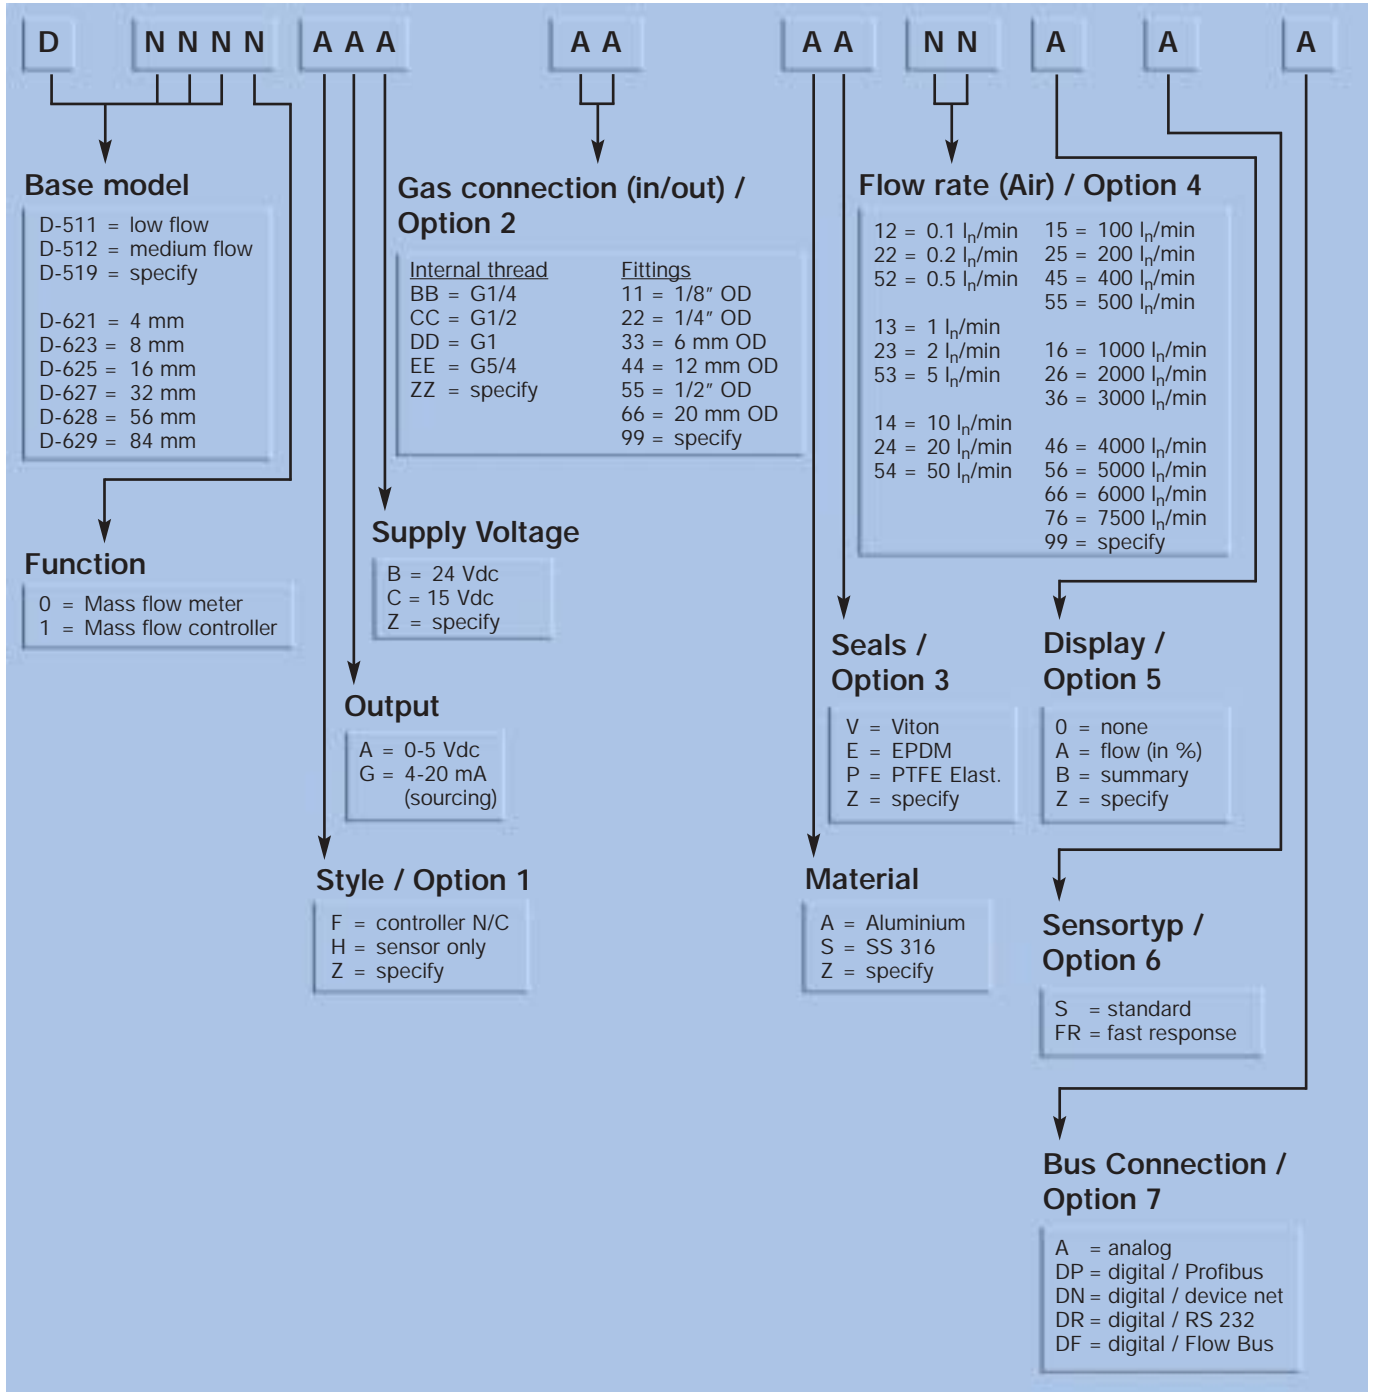 D NNNN AAA AA AA NN A A A
Base model
D-511 = low flow
D-512 = medium flow
D-519 = specify
D-621 = 4 mm
D-623 = 8 mm
D-625 = 16 mm
D-627 = 32 mm
D-628 = 56 mm
D-629 = 84 mm
Function
0 = Mass flow meter
1 = Mass flow controller
Gas connection (in/out) /
Option 2
Internal thread
BB = G1/4
CC = G1/2
DD = G1
EE = G5/4
ZZ = specify
Fittings
11 = 1/8" OD
22 = 1/4" OD
33 = 6 mm OD
44 = 12 mm OD
55 = 1/2" OD
66 = 20 mm OD
99 = specify
Supply Voltage
B = 24 Vdc
C = 15 Vdc
Z = specify
Output
A = 0-5 Vdc
G = 4-20 mA
(sourcing)
Style / Option 1
F = controller N/C
H = sensor only
Z = specify
Flow rate (Air) / Option 4
12 = 0.1 ln/min
22 = 0.2 ln/min
52 = 0.5 ln/min
13 = 1 ln/min
23 = 2 ln/min
53 = 5 ln/min
14 = 10 ln/min
24 = 20 ln/min
54 = 50 ln/min
15 = 100 ln/min
25 = 200 ln/min
45 = 400 ln/min
55 = 500 ln/min
16 = 1000 ln/min
26 = 2000 ln/min
36 = 3000 ln/min
46 = 4000 ln/min
56 = 5000 ln/min
66 = 6000 ln/min
76 = 7500 ln/min
99 = specify
Seals /
Option 3
V = Viton
E = EPDM
P = PTFE Elast.
Z = specify
Material
A = Aluminium
S = SS 316
Z = specify
Display /
Option 5
0 = none
A = flow (in %)
B = summary
Z = specify
Sensortyp /
Option 6
S = standard
FR = fast response
Bus Connection /
Option 7
A = analog
DP = digital / Profibus
DN = digital / device net
DR = digital / RS 232
DF = digital / Flow Bus